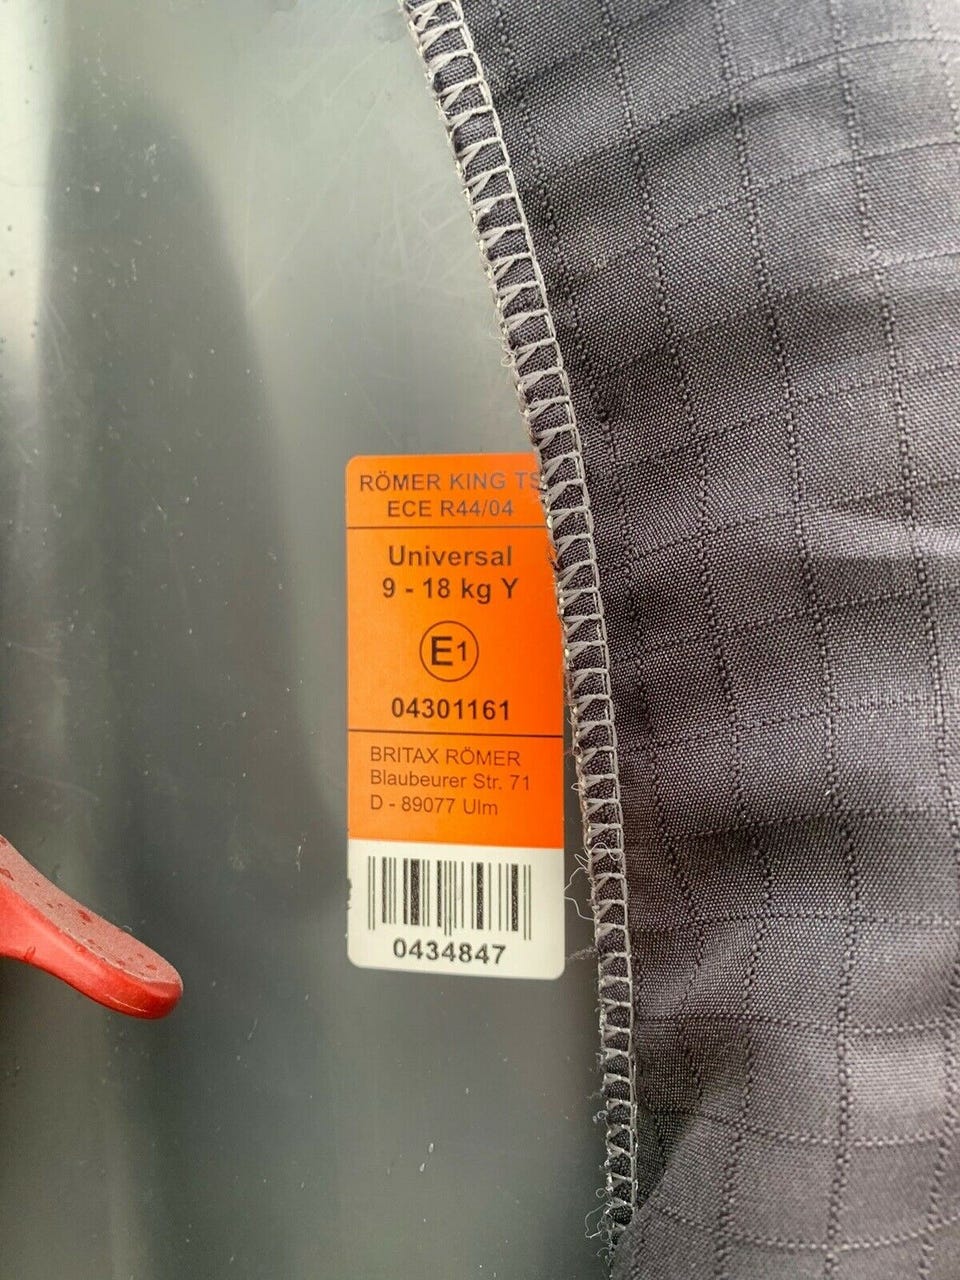 RÖMER KING TS
ECE R44/04
Universal
9 - 18 kg Y
E1
04301161
BRITAX RÖMER
Blaubeurer Str. 71
D - 89077 Ulm
0434847